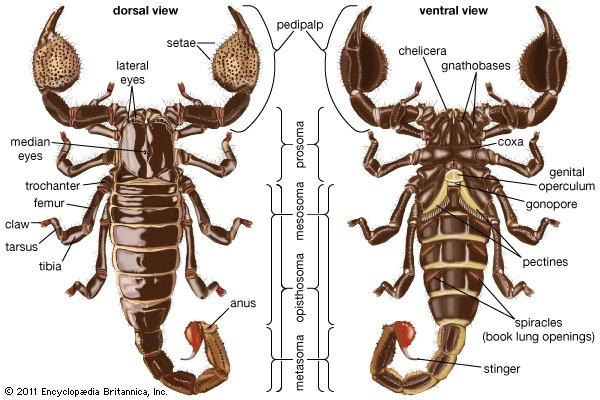 dorsal view
setae
lateral
eyes
median
eyes
trochanter
femur
claw
tarsus
tibia
anus
pedipalp
prosoma
mesosoma
opisthosoma
metasoma
ventral view
chelicera
gnathobases
coxa
genital
operculum
gonopore
pectines
spiracles
(book lung openings)
stinger
© 2011 Encyclopædia Britannica, Inc.